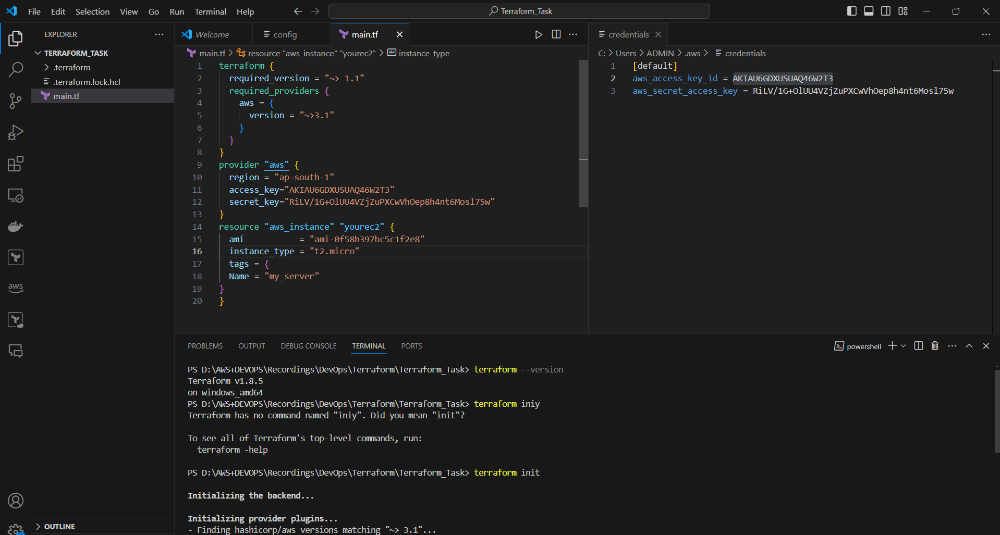 File Edit Selection View Go Run Terminal Help
Terraform_Task
EXPLORER
TERRAFORM_TASK
.terraform
.terraform.lock.hcl
main.tf
OUTLINE
aws
Welcome
config
main.tf
main.tf > resource "aws_instance" "yourec2" > instance_type
1 terraform {
2 required_version = "~> 1.1"
3 required_providers {
4 aws = {
5 version = "~>3.1"
6 }
7 }
8 }
9 provider "aws" {
10 region = "ap-south-1"
11 access_key="AKIAU6GDXUSUAQ46W2T3"
12 secret_key=
13 }
14 resource "aws_instance" "yourec2" {
15 ami = "ami-0f58b397bc5c1f2e8"
16 instance_type = "t2.micro"
17 tags = {
18 Name = "my_server"
19 }
20 }
credentials
C: > Users > ADMIN > .aws > credentials
1 [default]
2 aws_access_key_id = AKIAU6GDXUSUAQ46W2T3
3 aws_secret_access_key =
PROBLEMS OUTPUT DEBUG CONSOLE TERMINAL PORTS
powershell
PS D:\AWS+DEVOPS\Recordings\DevOps\Terraform\Terraform_Task> terraform --version
Terraform v1.8.5
on windows_amd64
PS D:\AWS+DEVOPS\Recordings\DevOps\Terraform\Terraform_Task> terraform iniy
Terraform has no command named "iniy". Did you mean "init"?
To see all of Terraform's top-level commands, run:
terraform -help
PS D:\AWS+DEVOPS\Recordings\DevOps\Terraform\Terraform_Task> terraform init
Initializing the backend...
Initializing provider plugins...
- Finding hashicorp/aws versions matching "~> 3.1"...